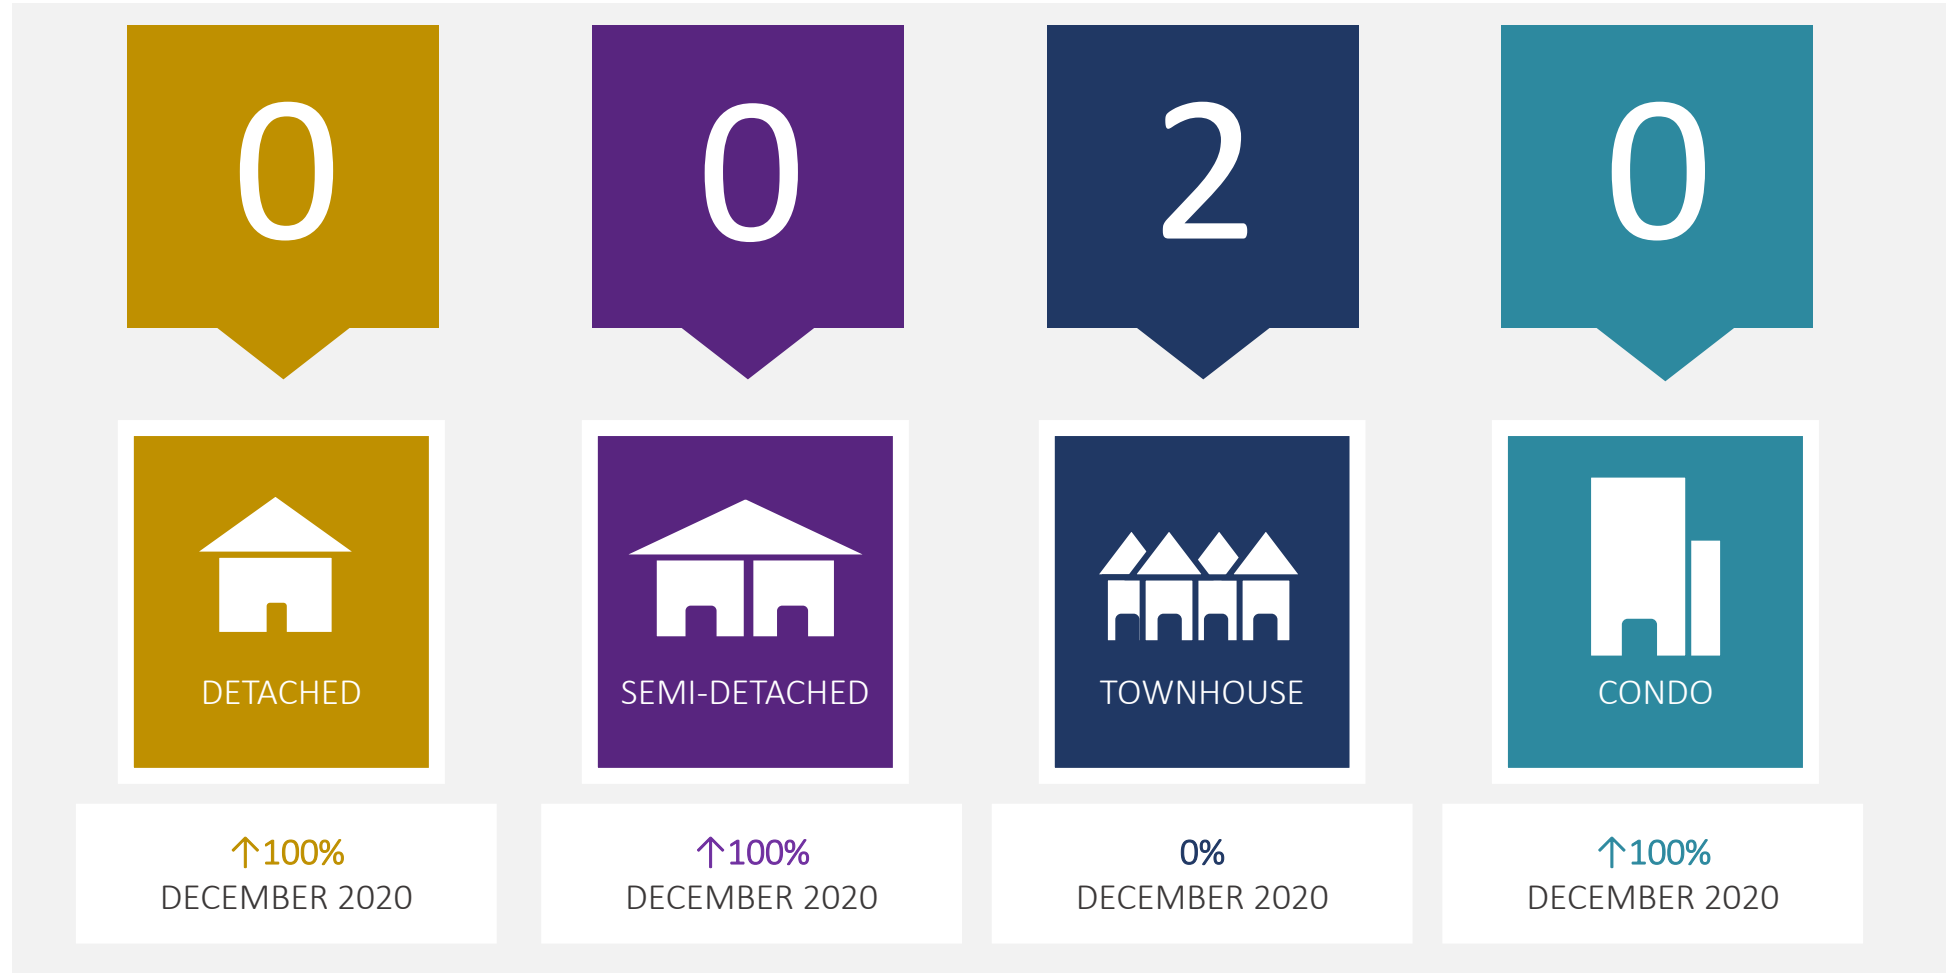 0
0
2
0
DETACHED
SEMI-DETACHED
TOWNHOUSE
CONDO
↑100%
DECEMBER 2020
↑100%
DECEMBER 2020
0%
DECEMBER 2020
↑100%
DECEMBER 2020